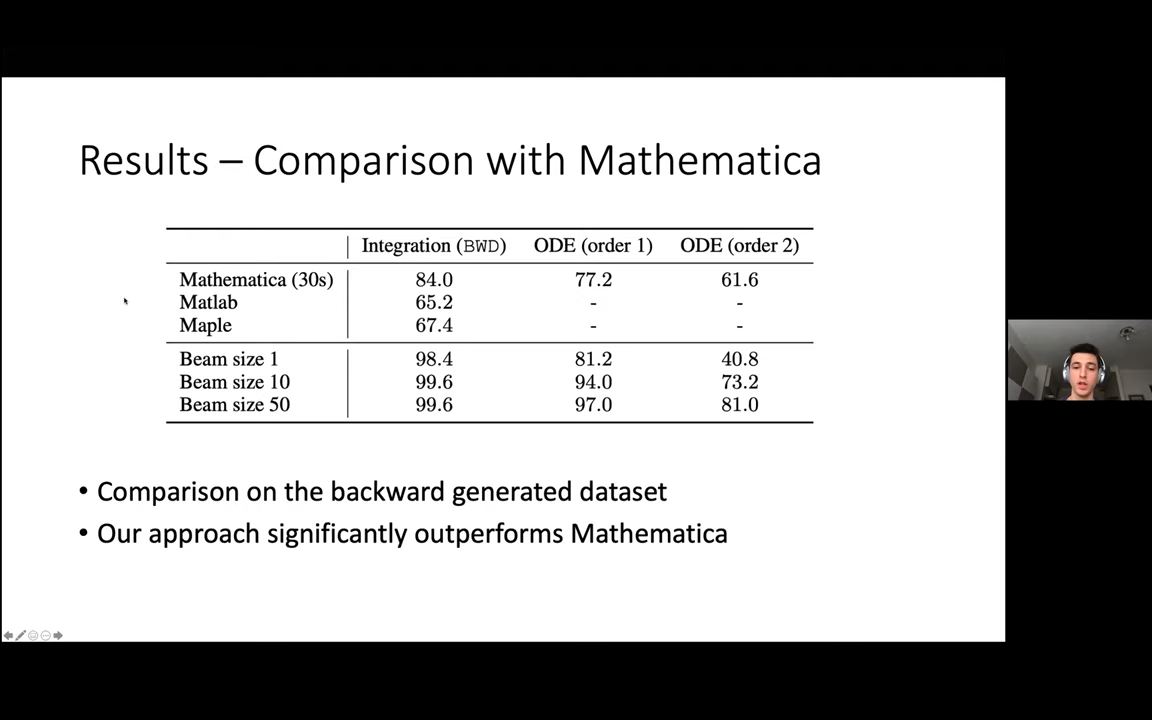 Results – Comparison with Mathematica
Integration (BWD) ODE (order 1) ODE (order 2)
Mathematica (30s) 84.0 77.2 61.6
Matlab 65.2 - -
Maple 67.4 - -
Beam size 1 98.4 81.2 40.8
Beam size 10 99.6 94.0 73.2
Beam size 50 99.6 97.0 81.0
• Comparison on the backward generated dataset
• Our approach significantly outperforms Mathematica